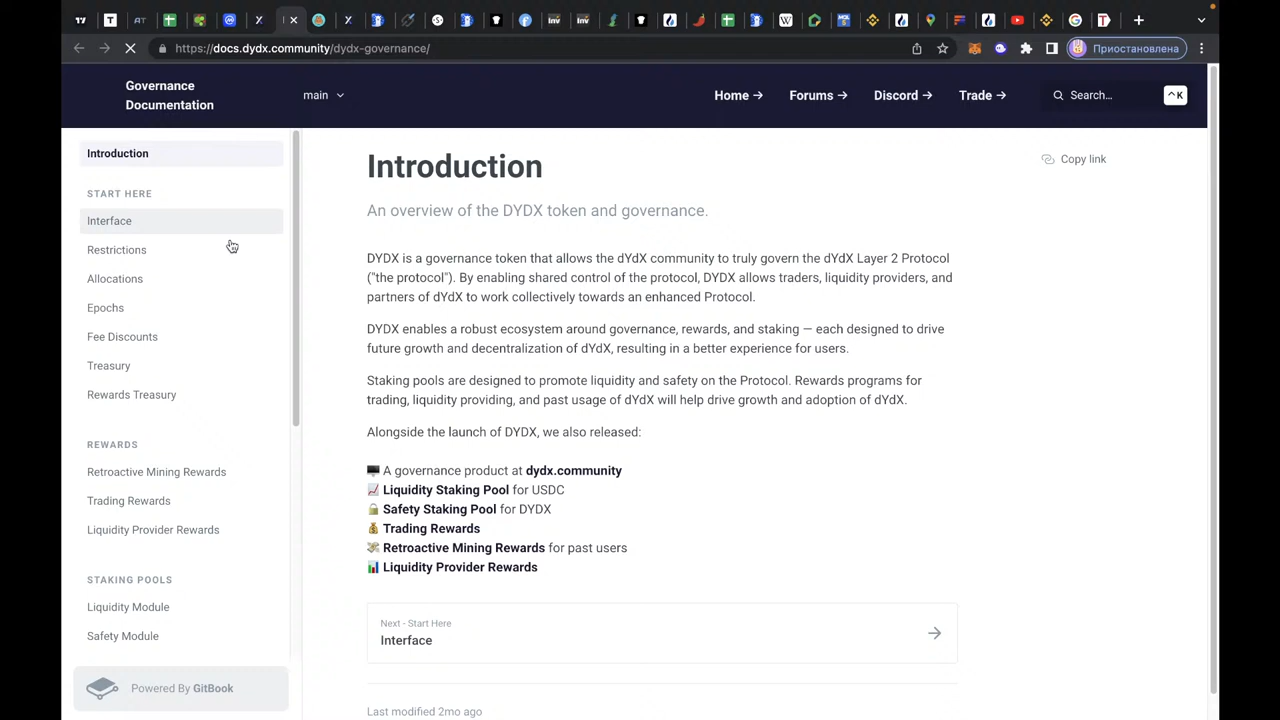 https://docs.dydx.community/dydx-governance/
Приостановлена
Governance
Documentation
main
Home →
Forums →
Discord →
Trade →
Search...
^K
Introduction
START HERE
Interface
Restrictions
Allocations
Epochs
Fee Discounts
Treasury
Rewards Treasury
REWARDS
Retroactive Mining Rewards
Trading Rewards
Liquidity Provider Rewards
STAKING POOLS
Liquidity Module
Safety Module
Powered By GitBook
Introduction
Copy link
An overview of the DYDX token and governance.
DYDX is a governance token that allows the dYdX community to truly govern the dYdX Layer 2 Protocol
("the protocol"). By enabling shared control of the protocol, DYDX allows traders, liquidity providers, and
partners of dYdX to work collectively towards an enhanced Protocol.
DYDX enables a robust ecosystem around governance, rewards, and staking — each designed to drive
future growth and decentralization of dYdX, resulting in a better experience for users.
Staking pools are designed to promote liquidity and safety on the Protocol. Rewards programs for
trading, liquidity providing, and past usage of dYdX will help drive growth and adoption of dYdX.
Alongside the launch of DYDX, we also released:
A governance product at dydx.community
Liquidity Staking Pool for USDC
Safety Staking Pool for DYDX
Trading Rewards
Retroactive Mining Rewards for past users
Liquidity Provider Rewards
Next - Start Here
Interface
Last modified 2mo ago